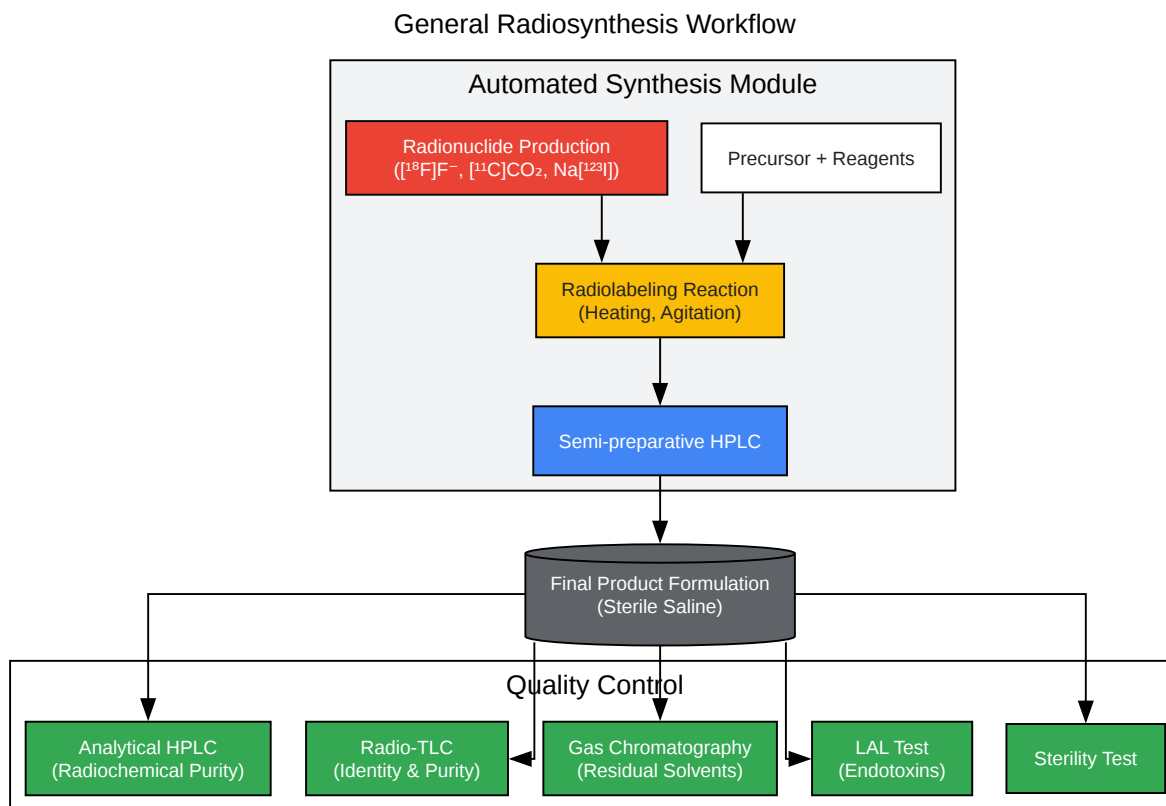 General Radiosynthesis Workflow
Automated Synthesis Module
Radionuclide Production
([¹⁸F]F⁻, [¹¹C]CO₂, Na[¹²³I])
Precursor + Reagents
Radiolabeling Reaction
(Heating, Agitation)
Semi-preparative HPLC
Final Product Formulation
(Sterile Saline)
Quality Control
Analytical HPLC
(Radiochemical Purity)
Radio-TLC
(Identity & Purity)
Gas Chromatography
(Residual Solvents)
LAL Test
(Endotoxins)
Sterility Test